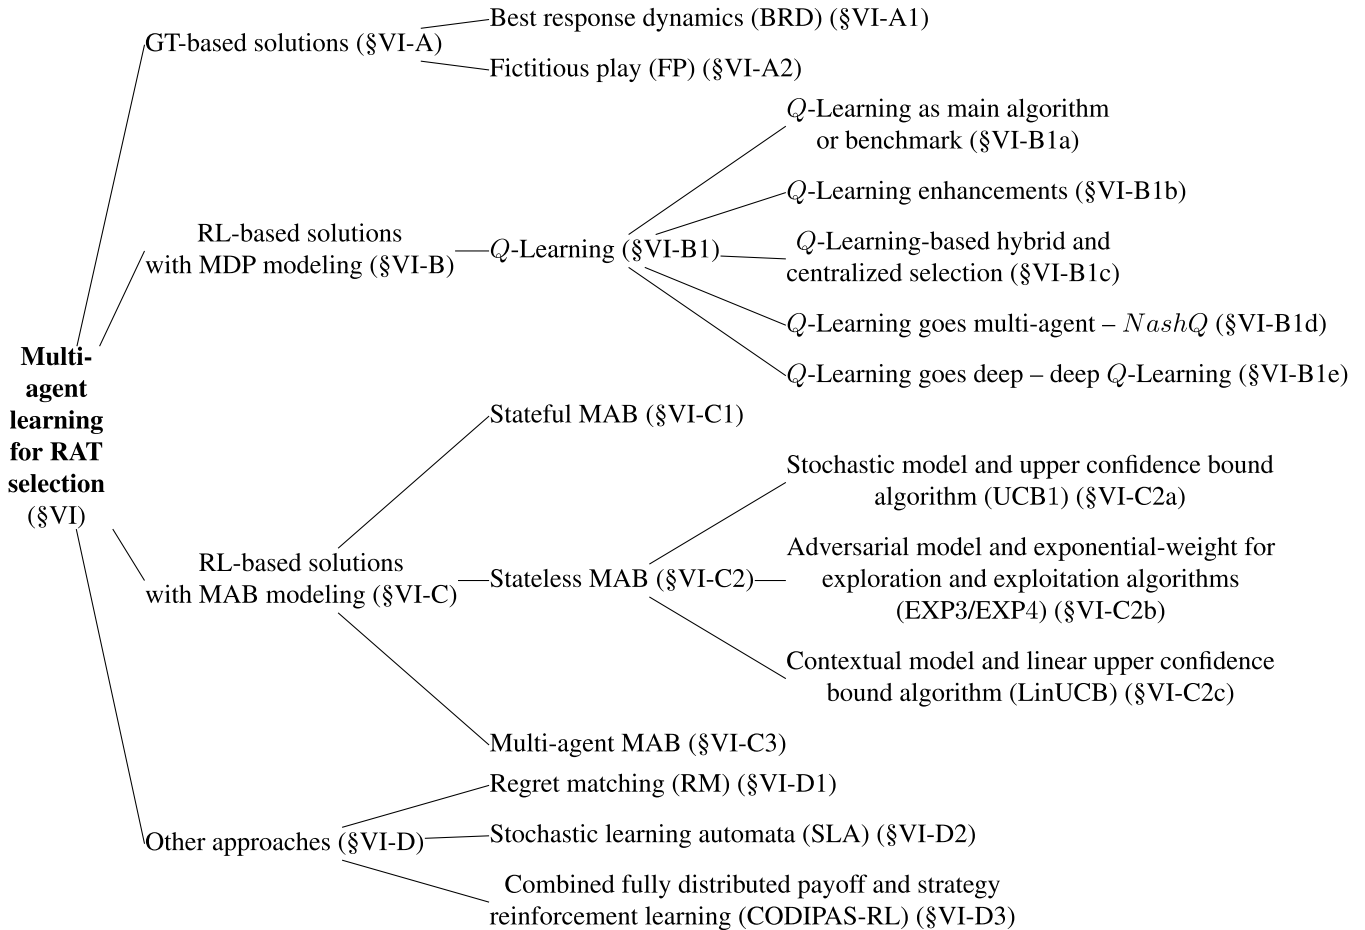 Multi-
agent
learning
for RAT
selection
(§VI)
GT-based solutions (§VI-A)
Best response dynamics (BRD) (§VI-A1)
Fictitious play (FP) (§VI-A2)
RL-based solutions
with MDP modeling (§VI-B)
Q-Learning (§VI-B1)
Q-Learning as main algorithm
or benchmark (§VI-B1a)
Q-Learning enhancements (§VI-B1b)
Q-Learning-based hybrid and
centralized selection (§VI-B1c)
Q-Learning goes multi-agent – NashQ (§VI-B1d)
Q-Learning goes deep – deep Q-Learning (§VI-B1e)
RL-based solutions
with MAB modeling (§VI-C)
Stateful MAB (§VI-C1)
Stateless MAB (§VI-C2)
Stochastic model and upper confidence bound
algorithm (UCB1) (§VI-C2a)
Adversarial model and exponential-weight for
exploration and exploitation algorithms
(EXP3/EXP4) (§VI-C2b)
Contextual model and linear upper confidence
bound algorithm (LinUCB) (§VI-C2c)
Multi-agent MAB (§VI-C3)
Other approaches (§VI-D)
Regret matching (RM) (§VI-D1)
Stochastic learning automata (SLA) (§VI-D2)
Combined fully distributed payoff and strategy
reinforcement learning (CODIPAS-RL) (§VI-D3)